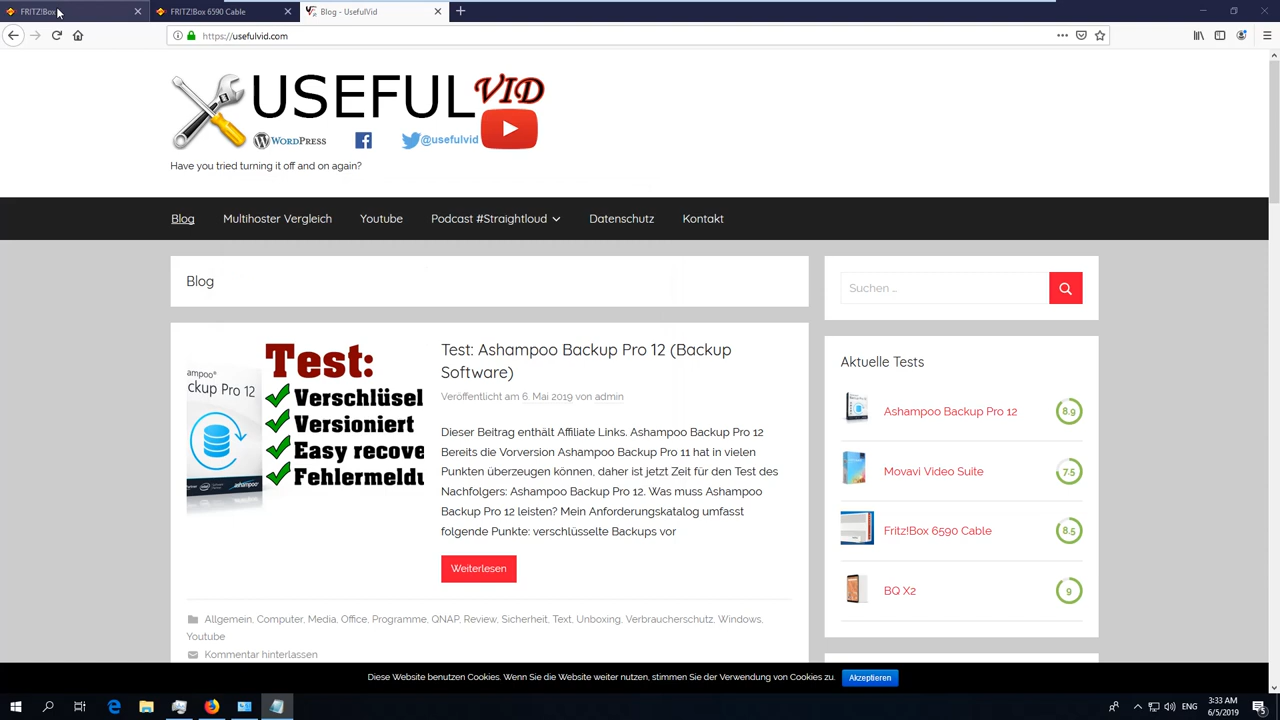 FRITZ!Box
FRITZ!Box 6590 Cable
Blog - UsefulVid
https://usefulvid.com
USEFUL VID
WORDPRESS
@usefulvid
Have you tried turning it off and on again?
Blog
Multihoster Vergleich
Youtube
Podcast #Straightloud
Datenschutz
Kontakt
Blog
Suchen …
Test:
Verschlüssel
Versioniert
Easy recove
Fehlermeldu
ckup Pro 12
Ashampoo
Test: Ashampoo Backup Pro 12 (Backup
Software)
Veröffentlicht am 6. Mai 2019 von admin
Dieser Beitrag enthält Affiliate Links. Ashampoo Backup Pro 12
Bereits die Vorversion Ashampoo Backup Pro 11 hat in vielen
Punkten überzeugen können, daher ist jetzt Zeit für den Test des
Nachfolgers: Ashampoo Backup Pro 12. Was muss Ashampoo
Backup Pro 12 leisten? Mein Anforderungskatalog umfasst
folgende Punkte: verschlüsselte Backups vor
Weiterlesen
Allgemein, Computer, Media, Office, Programme, QNAP, Review, Sicherheit, Text, Unboxing, Verbraucherschutz, Windows,
Youtube
Kommentar hinterlassen
Aktuelle Tests
Ashampoo Backup Pro 12
8.9
Movavi Video Suite
7.5
Fritz!Box 6590 Cable
8.5
BQ X2
9
Diese Website benutzen Cookies. Wenn Sie die Website weiter nutzen, stimmen Sie der Verwendung von Cookies zu.
Akzeptieren
ENG
3:33 AM
6/5/2019
5